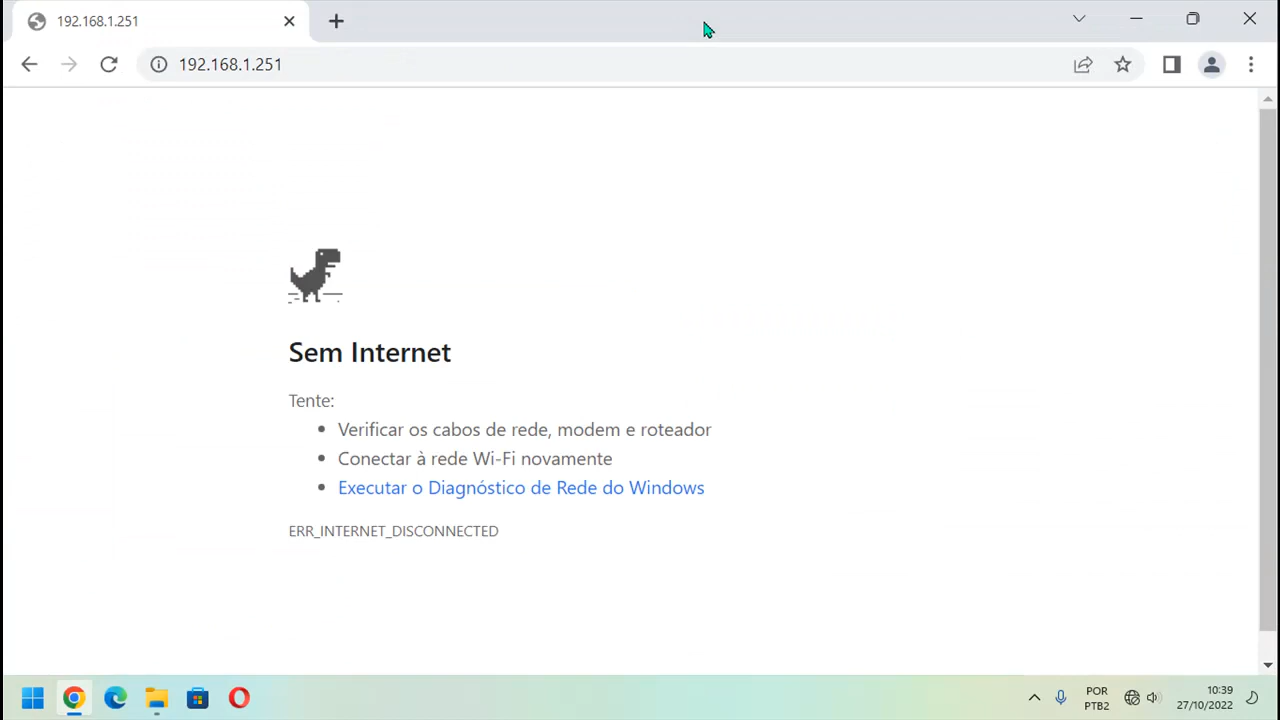 192.168.1.251
192.168.1.251
Sem Internet
Tente:
Verificar os cabos de rede, modem e roteador
Conectar à rede Wi-Fi novamente
Executar o Diagnóstico de Rede do Windows
ERR_INTERNET_DISCONNECTED
POR
PTB2
10:39
27/10/2022